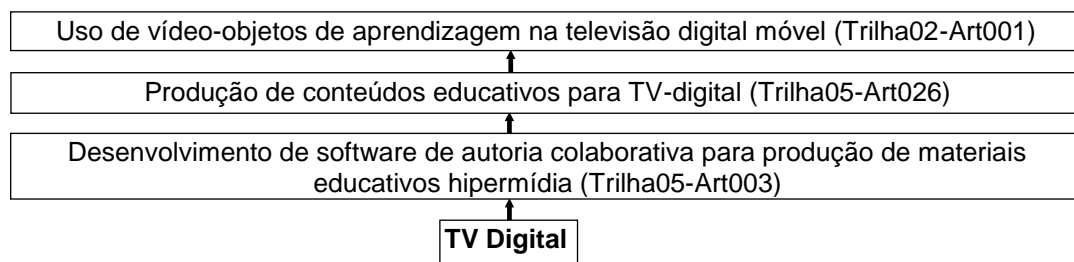 Uso de vídeo-objetos de aprendizagem na televisão digital móvel (Trilha02-Art001)
Produção de conteúdos educativos para TV-digital (Trilha05-Art026)
Desenvolvimento de software de autoria colaborativa para produção de materiais
educativos hipermídia (Trilha05-Art003)
TV Digital